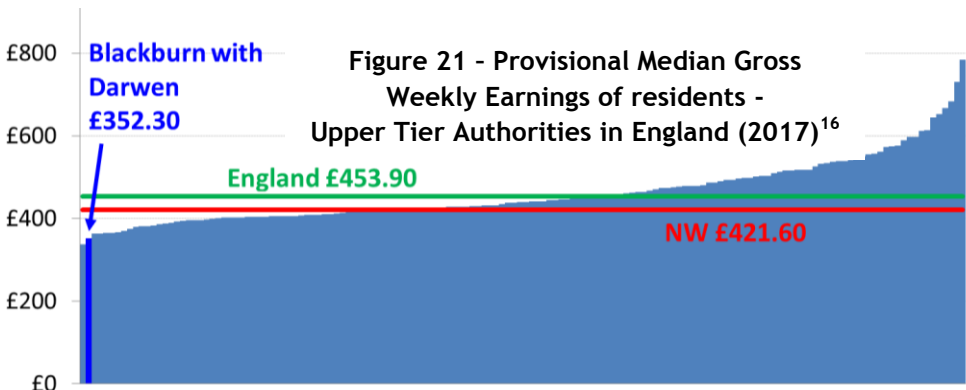 Figure 21 – Provisional Median Gross
Weekly Earnings of residents -
Upper Tier Authorities in England (2017)16
£800
£600
£400
£200
£0
Blackburn with
Darwen
£352.30
England £453.90
NW £421.60